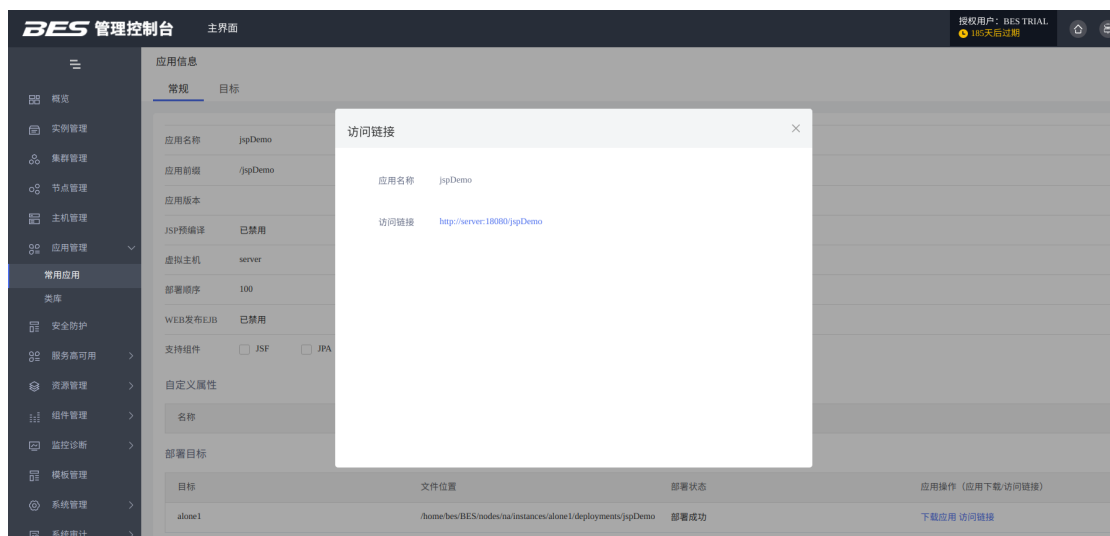 BES 管理控制台
主界面
授权用户：BES TRIAL
185天后过期
概览
实例管理
集群管理
节点管理
主机管理
应用管理
常用应用
类库
安全防护
服务高可用
资源管理
组件管理
监控诊断
模板管理
系统管理
系统审计
应用信息
常规 目标
应用名称 jspDemo
应用前缀 /jspDemo
应用版本
JSP预编译 已禁用
虚拟主机 server
部署顺序 100
WEB发布EJB 已禁用
支持组件 JSF JPA
自定义属性
名称
部署目标
目标 文件位置 部署状态 应用操作（应用下载/访问链接）
alone1 /home/bes/BES/nodes/na/instances/alone1/deployments/jspDemo 部署成功 下载应用 访问链接
访问链接
应用名称 jspDemo
访问链接 http://server:18080/jspDemo